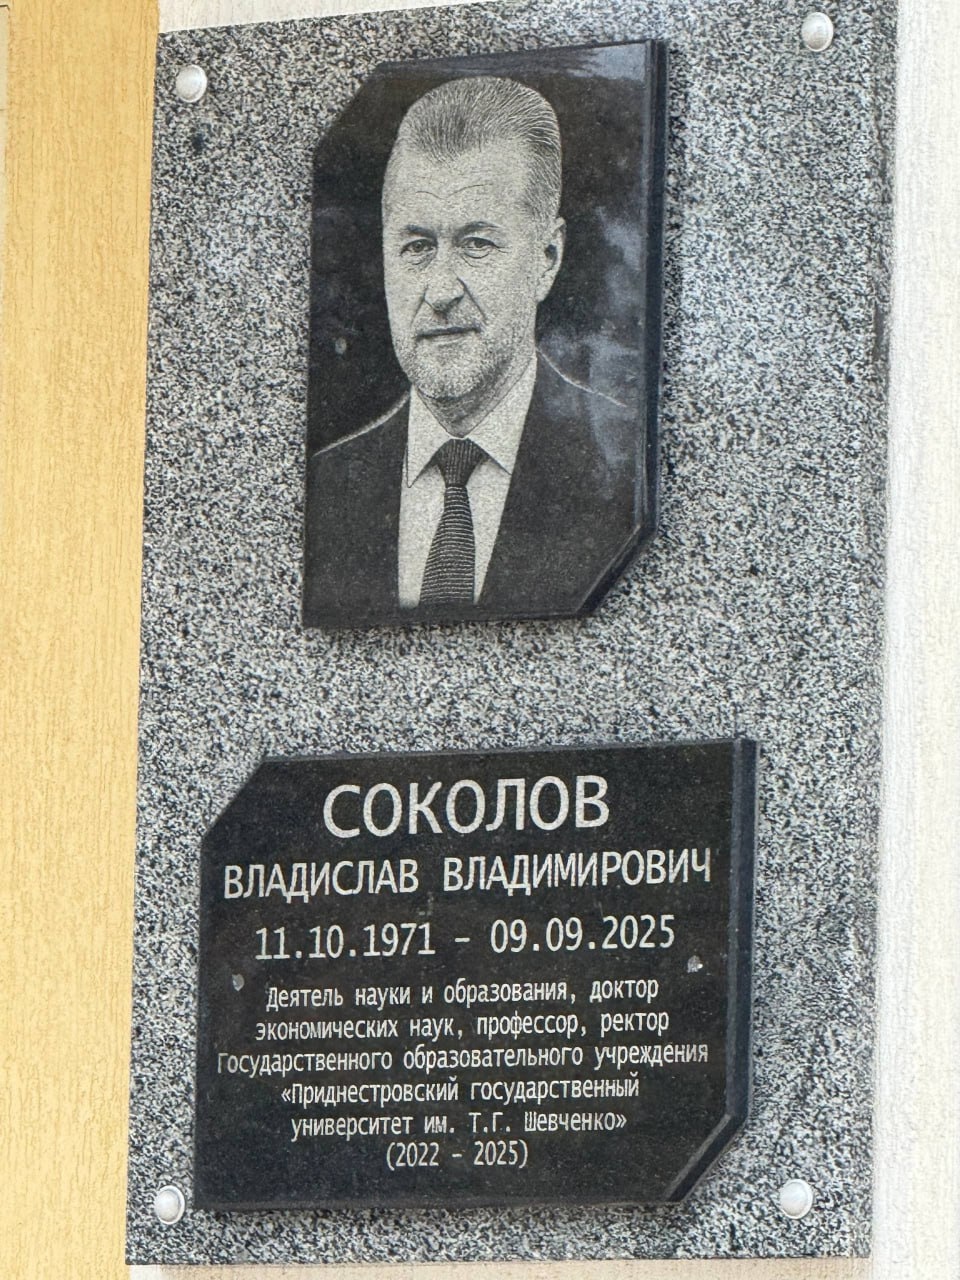 СОКОЛОВ
ВЛАДИСЛАВ ВЛАДИМИРОВИЧ
11.10.1971 – 09.09.2025
Деятель науки и образования, доктор
экономических наук, профессор, ректор
Государственного образовательного учреждения
«Приднестровский государственный
университет им. Т.Г. Шевченко»
(2022 – 2025)